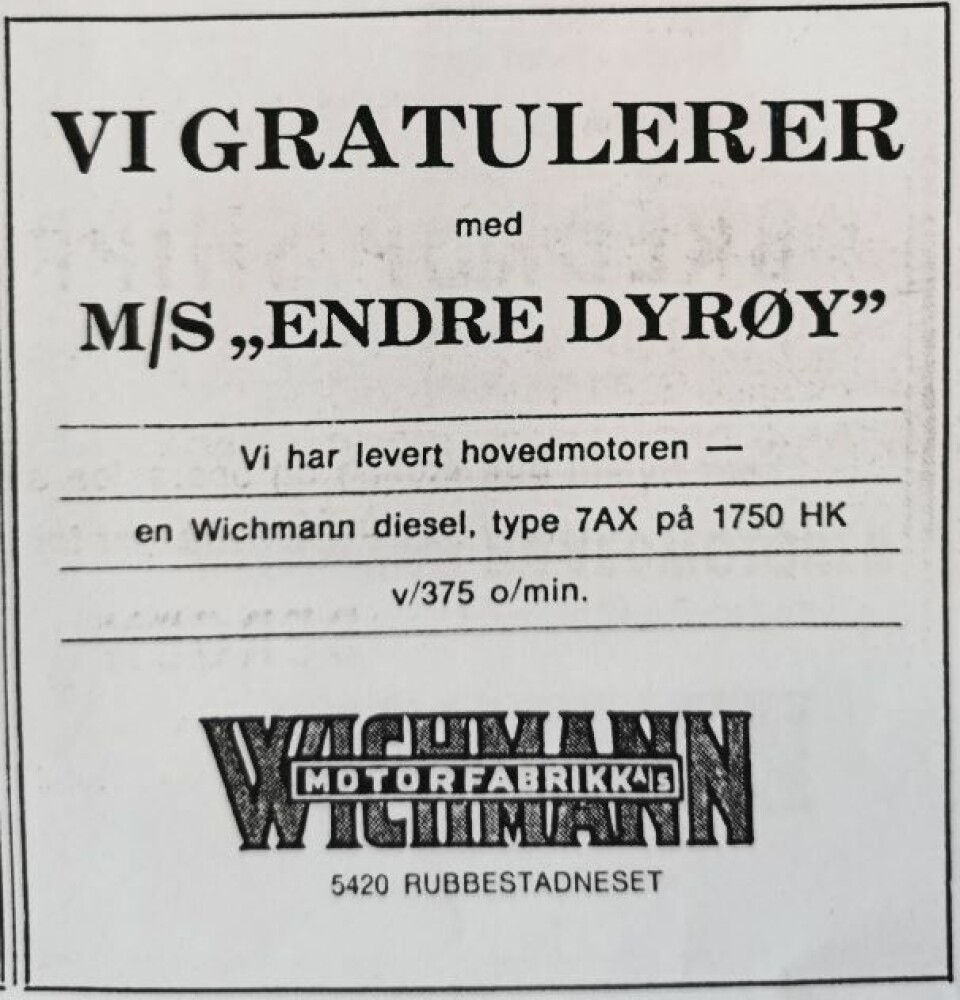 VI GRATULERER
med
M/S „ENDRE DYRØY”
Vi har levert hovedmotoren —
en Wichmann diesel, type 7AX på 1750 HK
v/375 o/min.
WICHMANN
MOTORFABRIKK A/S
5420 RUBBESTADNESET